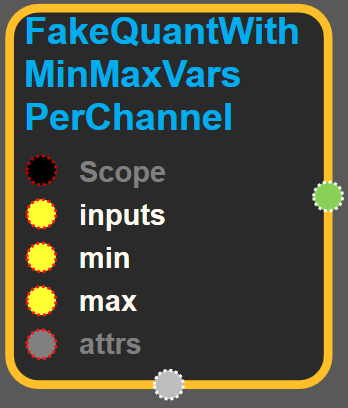 FakeQuantWith
MinMaxVars
PerChannel
Scope
inputs
min
max
attrs